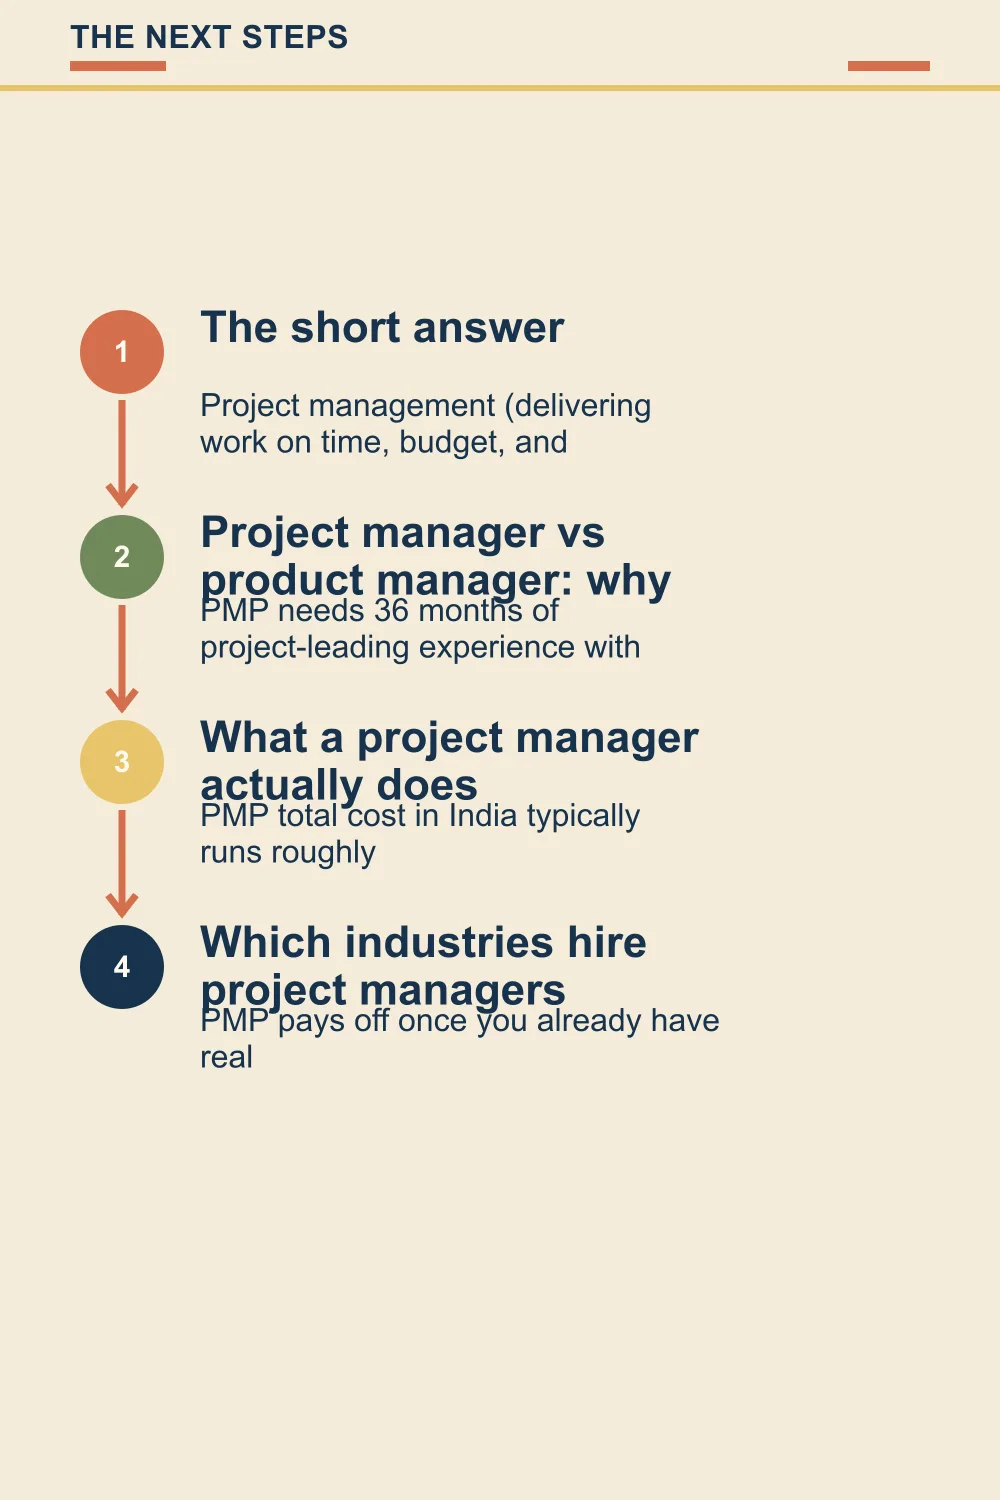 THE NEXT STEPS
1
The short answer
Project management (delivering
work on time, budget, and
2
Project manager vs
product manager: why
PMP needs 36 months of
project-leading experience with
3
What a project manager
actually does
PMP total cost in India typically
runs roughly
4
Which industries hire
project managers
PMP pays off once you already have
real